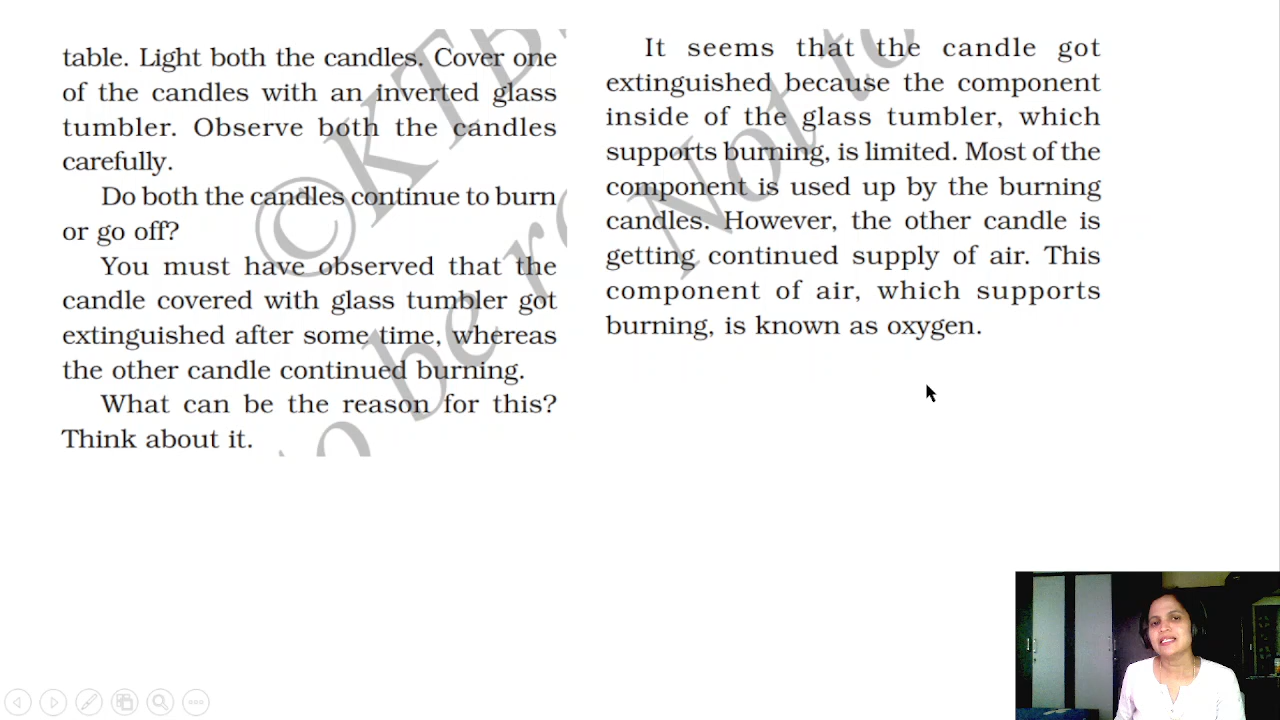 table. Light both the candles. Cover one
of the candles with an inverted glass
tumbler. Observe both the candles
carefully.
Do both the candles continue to burn
or go off?
You must have observed that the
candle covered with glass tumbler got
extinguished after some time, whereas
the other candle continued burning.
What can be the reason for this?
Think about it.
It seems that the candle got
extinguished because the component
inside of the glass tumbler, which
supports burning, is limited. Most of the
component is used up by the burning
candles. However, the other candle is
getting continued supply of air. This
component of air, which supports
burning, is known as oxygen.
©KTB
o be re
Not to